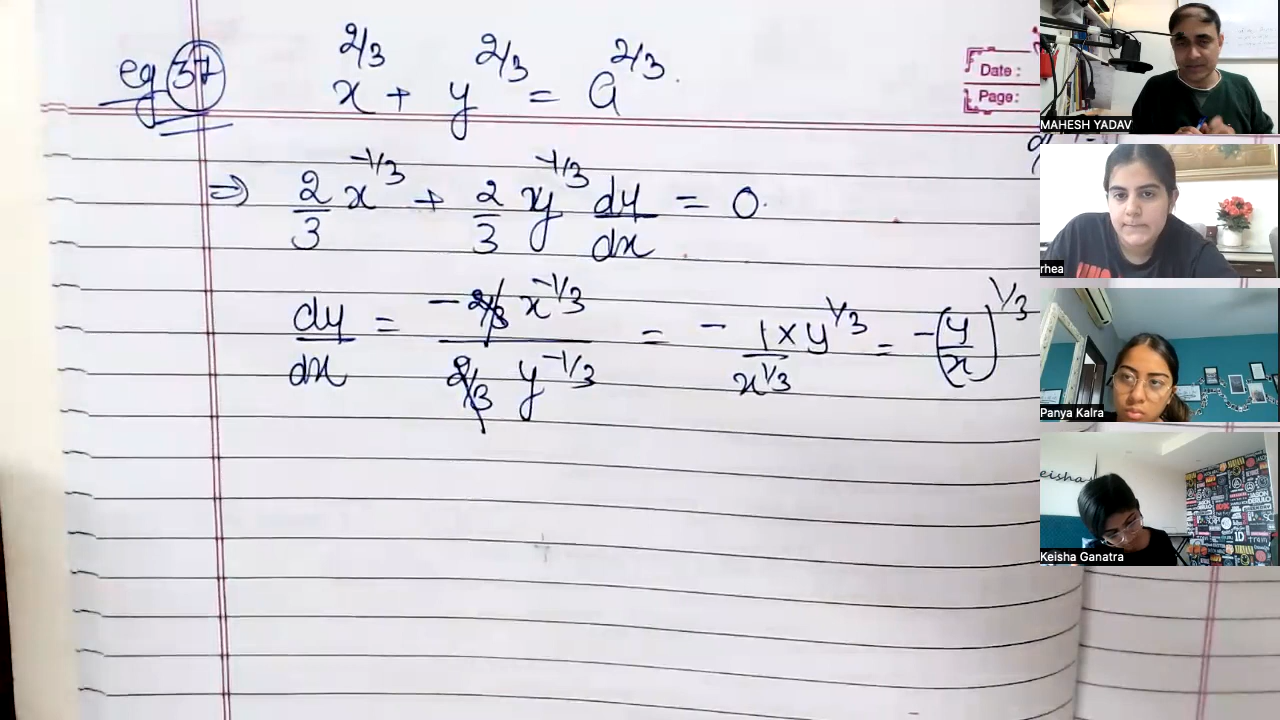 eg 37 x^2/3 + y^2/3 = a^2/3.
Date :
Page:
⇒ 2/3 x^-1/3 + 2/3 xy^-1/3 dy/dx = 0.
dy/dx = -2/3 x^-1/3 / 2/3 y^-1/3 = - 1/x^1/3 × y^1/3 = -(y/x)^1/3
MAHESH YADAV
rhea
Panya Kalra
eisha
Keisha Ganatra